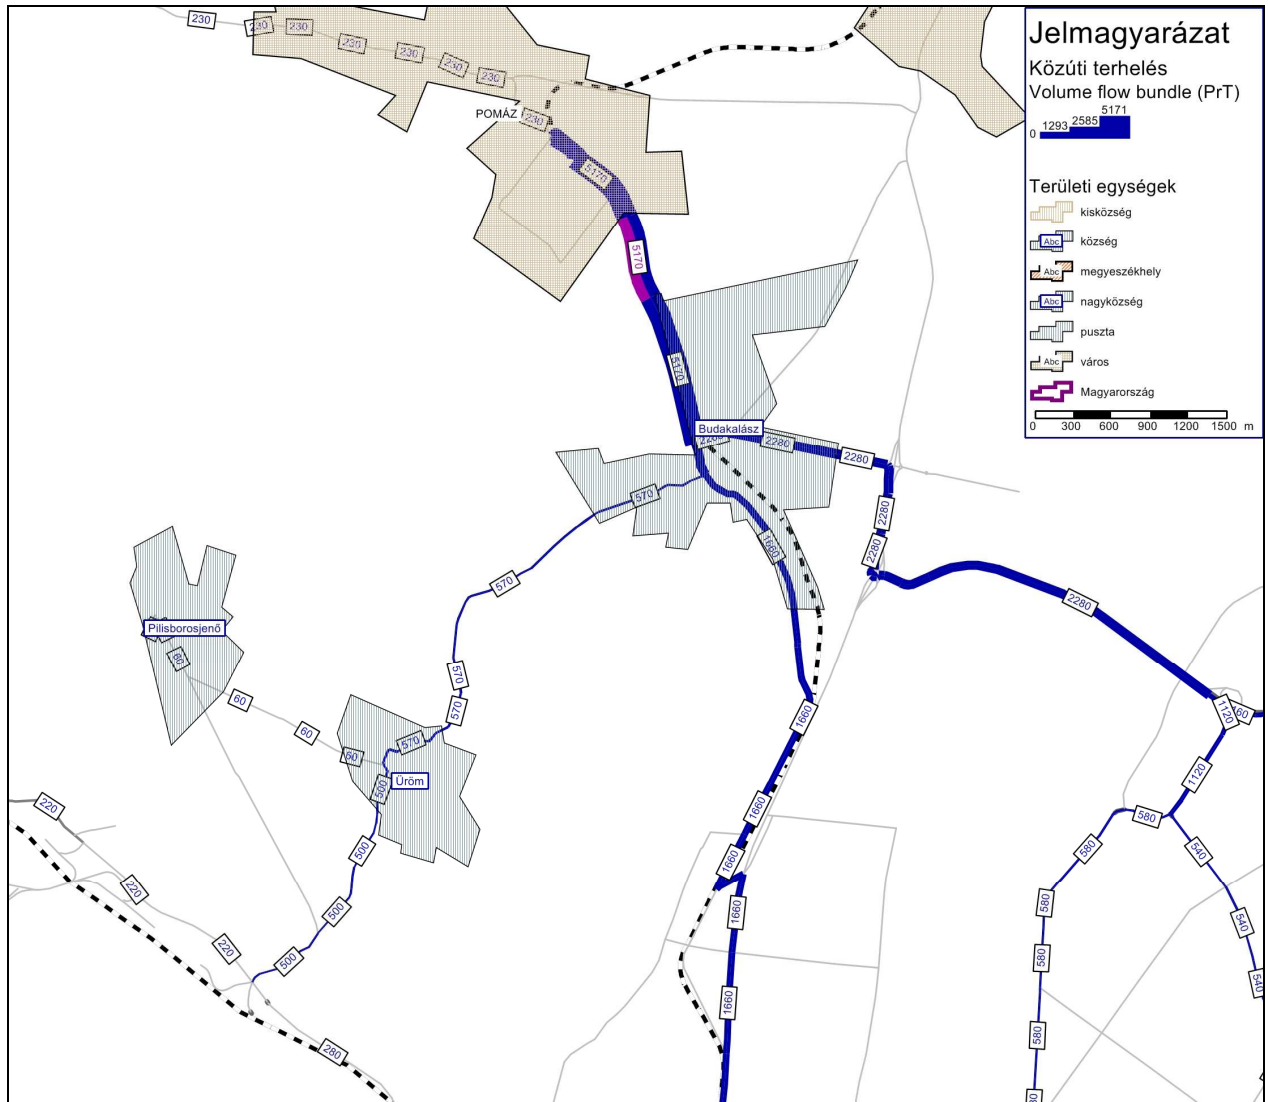 230
230
230
230
230
230
230
POMÁZ
230
5170
5170
5170
Budakalász
2280
2280
2280
570
1660
2280
2280
570
2280
Pilisborosjenő
60
570
60
570
1660
60
60
570
1120
Üröm
500
1120
220
1660
580
500
1660
580
540
220
500
580
1660
540
220
500
580
540
1660
580
280
Jelmagyarázat
Közúti terhelés
Volume flow bundle (PrT)
0 1293 2585 5171
Területi egységek
kisközség
Abc község
Abc megyeszékhely
Abc nagyközség
puszta
Abc város
Magyarország
0 300 600 900 1200 1500 m